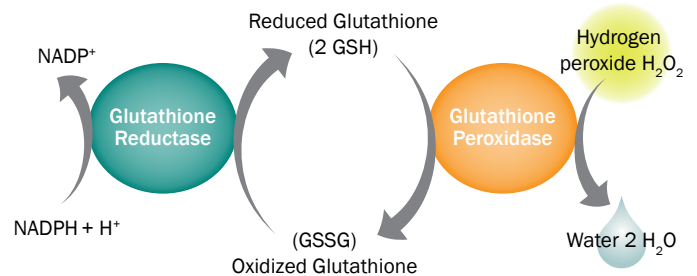 Reduced Glutathione
(2 GSH)
Hydrogen
peroxide H₂O₂
NADP⁺
Glutathione
Reductase
Glutathione
Peroxidase
NADPH + H⁺
(GSSG)
Oxidized Glutathione
Water 2 H₂O